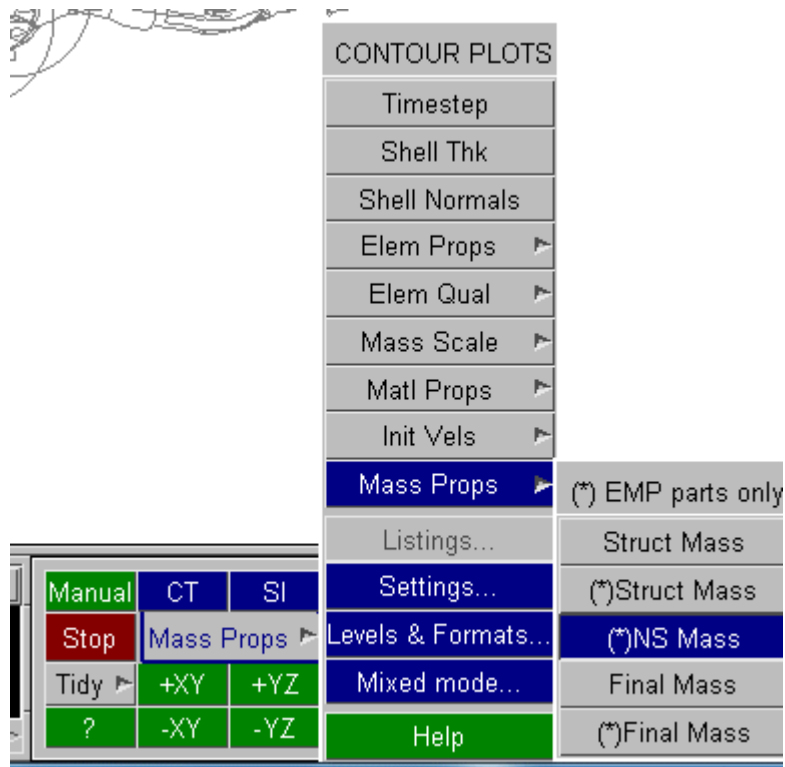 CONTOUR PLOTS
Timestep
Shell Thk
Shell Normals
Elem Props
Elem Qual
Mass Scale
Matl Props
Init Vels
Mass Props
(*) EMP parts only
Listings...
Struct Mass
Settings...
(*)Struct Mass
Levels & Formats...
(*)NS Mass
Mixed mode...
Final Mass
Help
(*)Final Mass
Manual CT SI
Stop Mass Props
Tidy +XY +YZ
? -XY -YZ